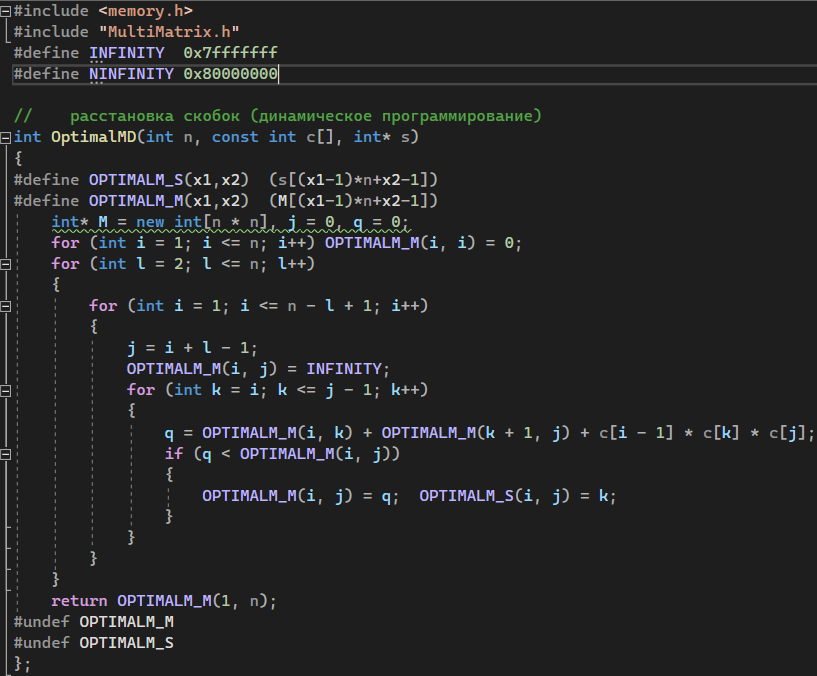 #include <memory.h>
#include "MultiMatrix.h"
#define INFINITY  0x7fffffff
#define NINFINITY 0x80000000
//    расстановка скобок (динамическое программирование)
int OptimalMD(int n, const int c[], int* s)
{
#define OPTIMALM_S(x1,x2)  (s[(x1-1)*n+x2-1])
#define OPTIMALM_M(x1,x2)  (M[(x1-1)*n+x2-1])
    int* M = new int[n * n], j = 0, q = 0;
    for (int i = 1; i <= n; i++) OPTIMALM_M(i, i) = 0;
    for (int l = 2; l <= n; l++)
    {
        for (int i = 1; i <= n - l + 1; i++)
        {
            j = i + l - 1;
            OPTIMALM_M(i, j) = INFINITY;
            for (int k = i; k <= j - 1; k++)
            {
                q = OPTIMALM_M(i, k) + OPTIMALM_M(k + 1, j) + c[i - 1] * c[k] * c[j];
                if (q < OPTIMALM_M(i, j))
                {
                    OPTIMALM_M(i, j) = q;  OPTIMALM_S(i, j) = k;
                }
            }
        }
    }
    return OPTIMALM_M(1, n);
#undef OPTIMALM_M
#undef OPTIMALM_S
};